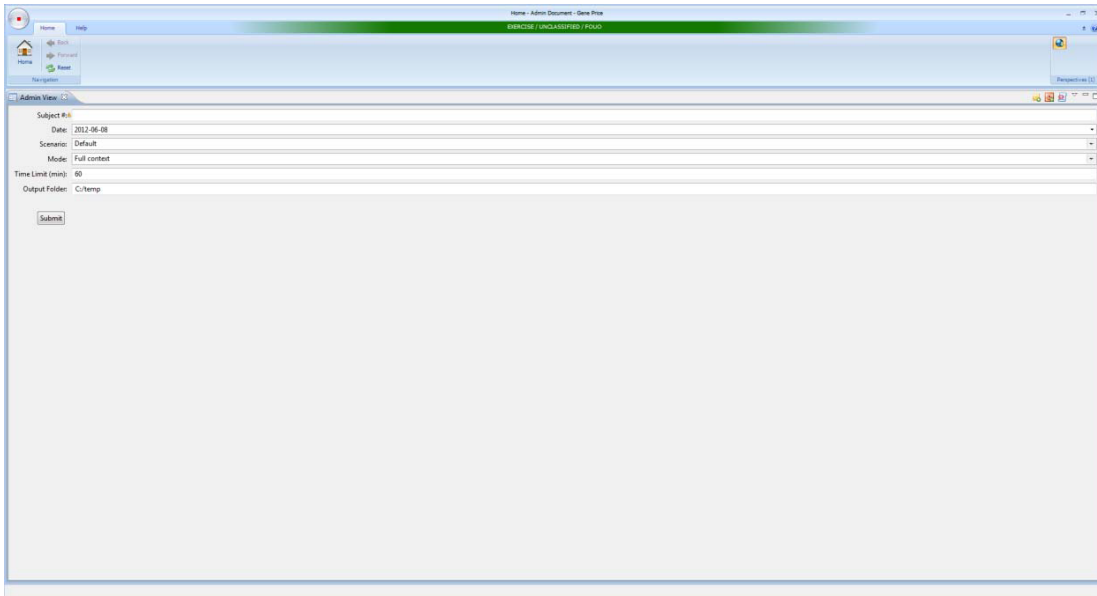 Home - Admin Document - Gene Price
Home Help
EXERCISE / UNCLASSIFIED / FOUO
Home
Back
Forward
Reset
Navigation
Perspectives (1)
Admin View
Subject #:
Date: 2012-06-08
Scenario: Default
Mode: Full context
Time Limit (min): 60
Output Folder: C:/temp
Submit